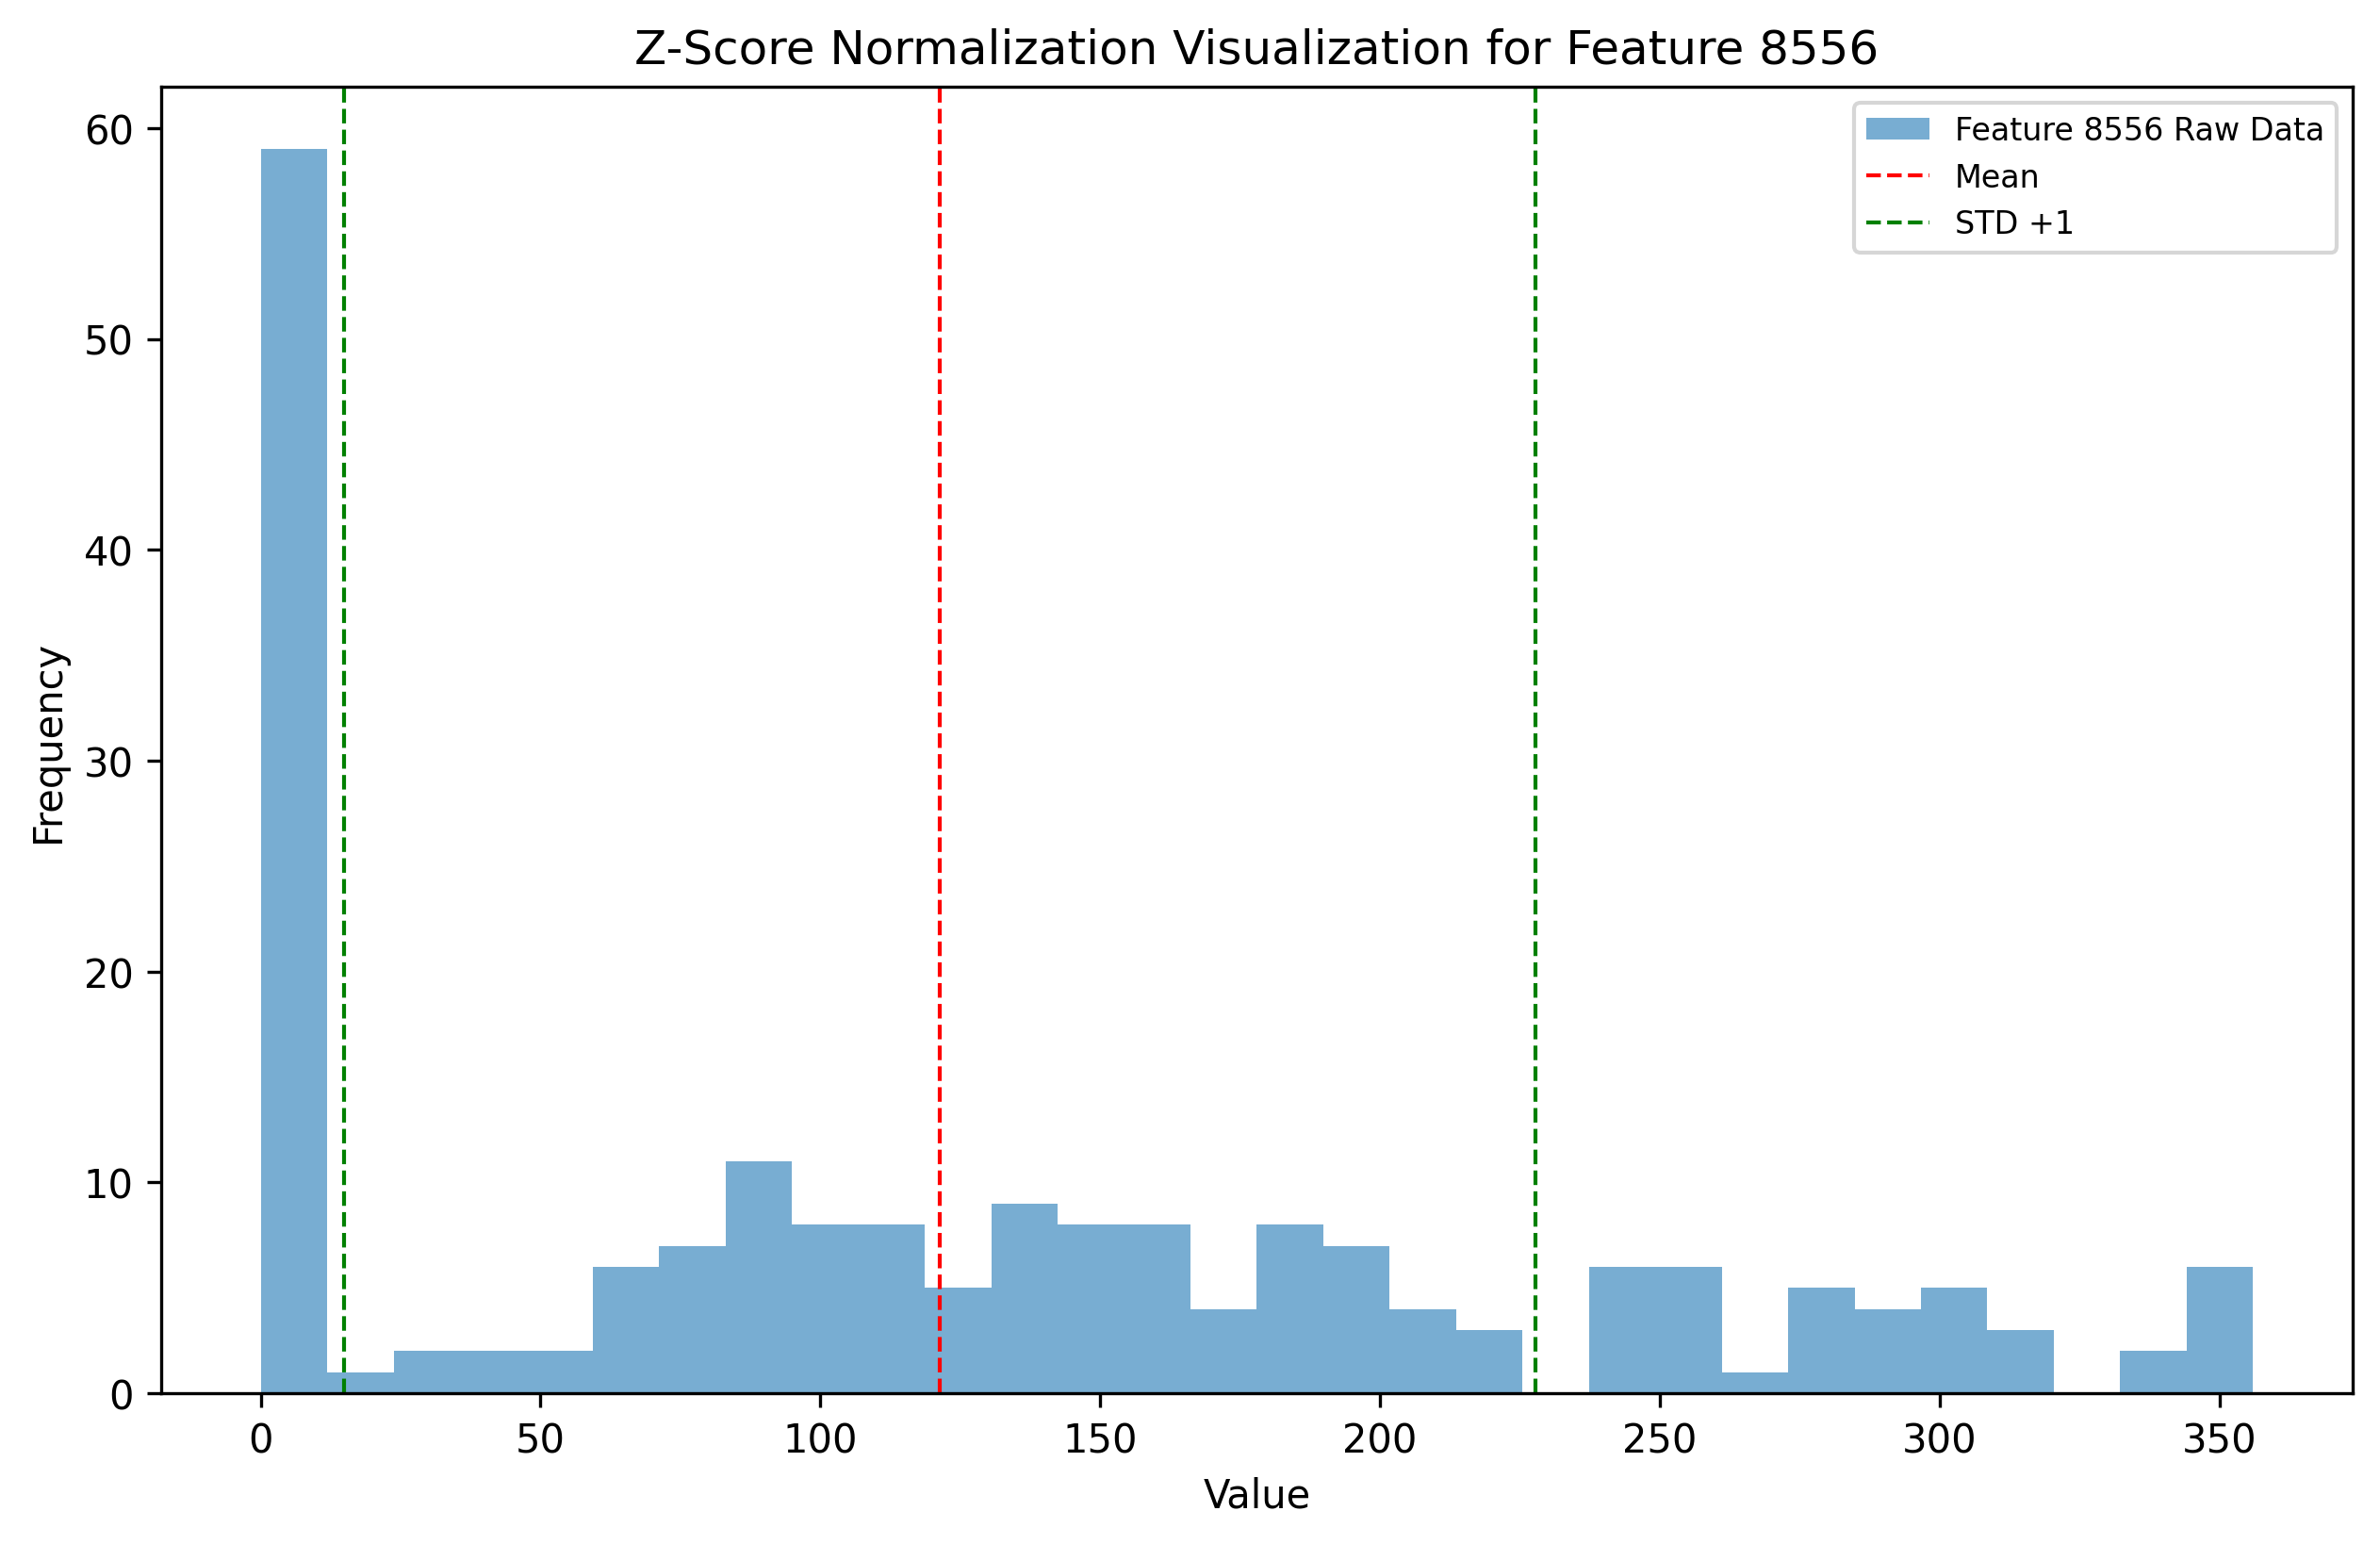 Z-Score Normalization Visualization for Feature 8556
Feature 8556 Raw Data
Mean
STD +1
60
50
40
30
20
10
0
Frequency
0 50 100 150 200 250 300 350
Value